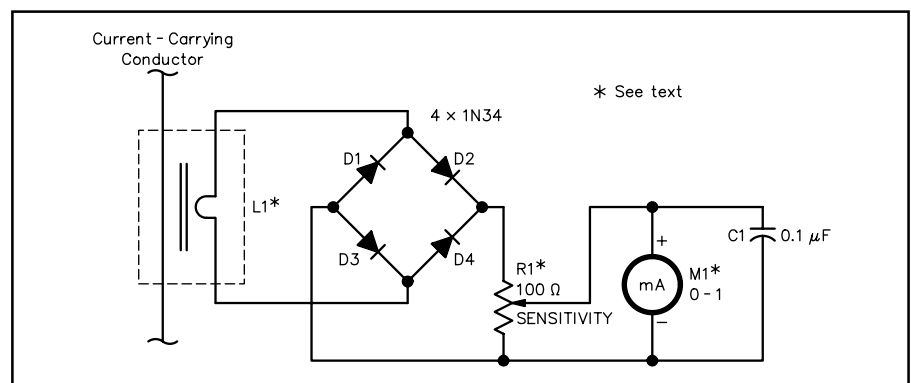 Current - Carrying
Conductor
* See text
4 × 1N34
D1
D2
L1*
D3
D4
R1*
100 Ω
SENSITIVITY
+
mA
−
M1*
0 - 1
C1
0.1 μF